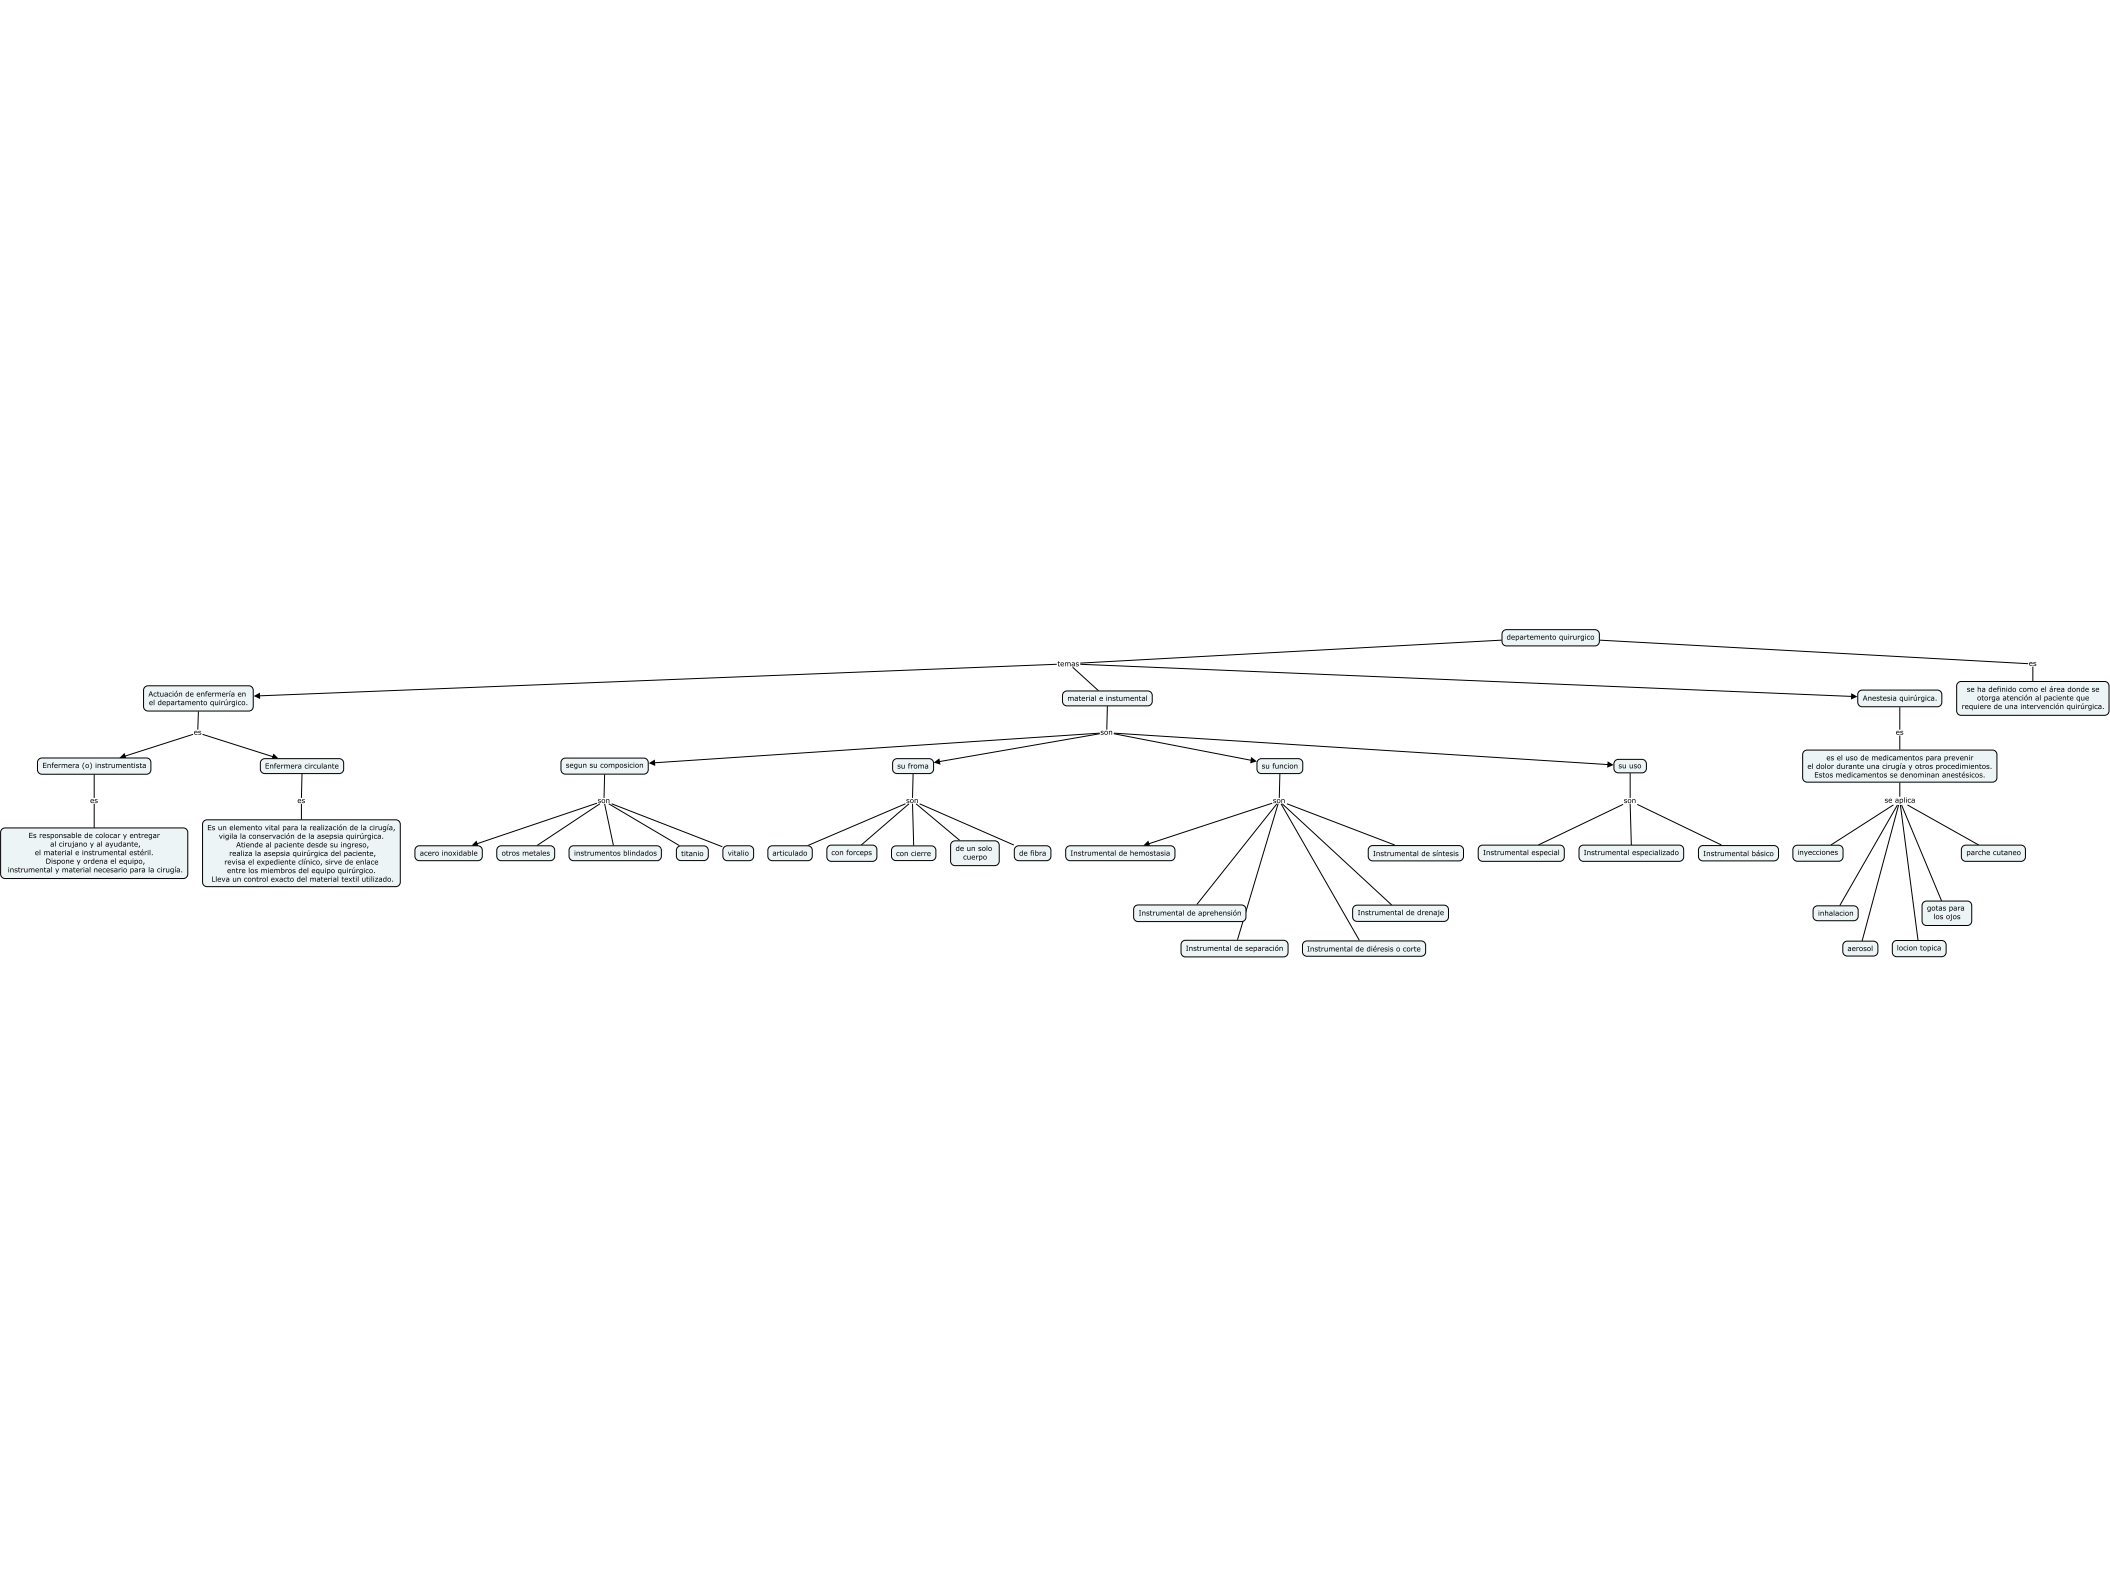 departemento quirurgico
temas
es
Actuación de enfermería en
el departamento quirúrgico.
material e instumental
Anestesia quirúrgica.
se ha definido como el área donde se
otorga atención al paciente que
requiere de una intervención quirúrgica.
es
son
es
Enfermera (o) instrumentista
Enfermera circulante
segun su composicion
su froma
su funcion
su uso
es el uso de medicamentos para prevenir
el dolor durante una cirugía y otros procedimientos.
Estos medicamentos se denominan anestésicos.
es
es
son
son
son
son
se aplica
Es responsable de colocar y entregar
al cirujano y al ayudante,
el material e instrumental estéril.
Dispone y ordena el equipo,
instrumental y material necesario para la cirugía.
Es un elemento vital para la realización de la cirugía,
vigila la conservación de la asepsia quirúrgica.
Atiende al paciente desde su ingreso,
realiza la asepsia quirúrgica del paciente,
revisa el expediente clínico, sirve de enlace
entre los miembros del equipo quirúrgico.
Lleva un control exacto del material textil utilizado.
acero inoxidable
otros metales
instrumentos blindados
titanio
vitalio
articulado
con forceps
con cierre
de un solo
cuerpo
de fibra
Instrumental de hemostasia
Instrumental de síntesis
Instrumental especial
Instrumental especializado
Instrumental básico
inyecciones
parche cutaneo
Instrumental de aprehensión
Instrumental de drenaje
inhalacion
gotas para
los ojos
Instrumental de separación
Instrumental de diéresis o corte
aerosol
locion topica